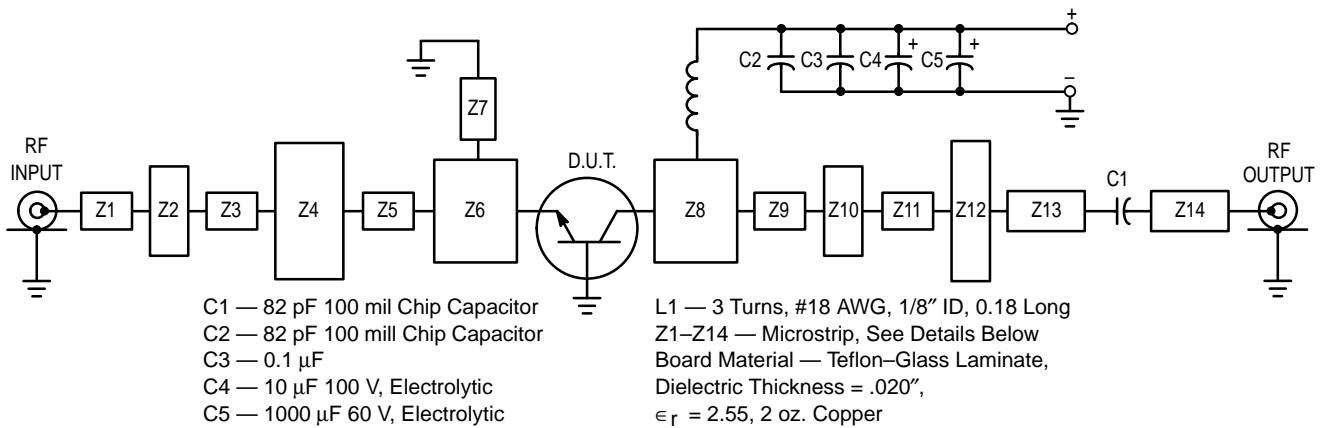 +
C2
C3
+
C4
+
C5
–
Z7
RF
INPUT
D.U.T.
RF
OUTPUT
C1
Z1
Z2
Z3
Z4
Z5
Z6
Z8
Z9
Z10
Z11
Z12
Z13
Z14
C1 — 82 pF 100 mil Chip Capacitor
C2 — 82 pF 100 mill Chip Capacitor
C3 — 0.1 μF
C4 — 10 μF 100 V, Electrolytic
C5 — 1000 μF 60 V, Electrolytic
L1 — 3 Turns, #18 AWG, 1/8″ ID, 0.18 Long
Z1–Z14 — Microstrip, See Details Below
Board Material — Teflon–Glass Laminate,
Dielectric Thickness = .020″,
∈r = 2.55, 2 oz. Copper